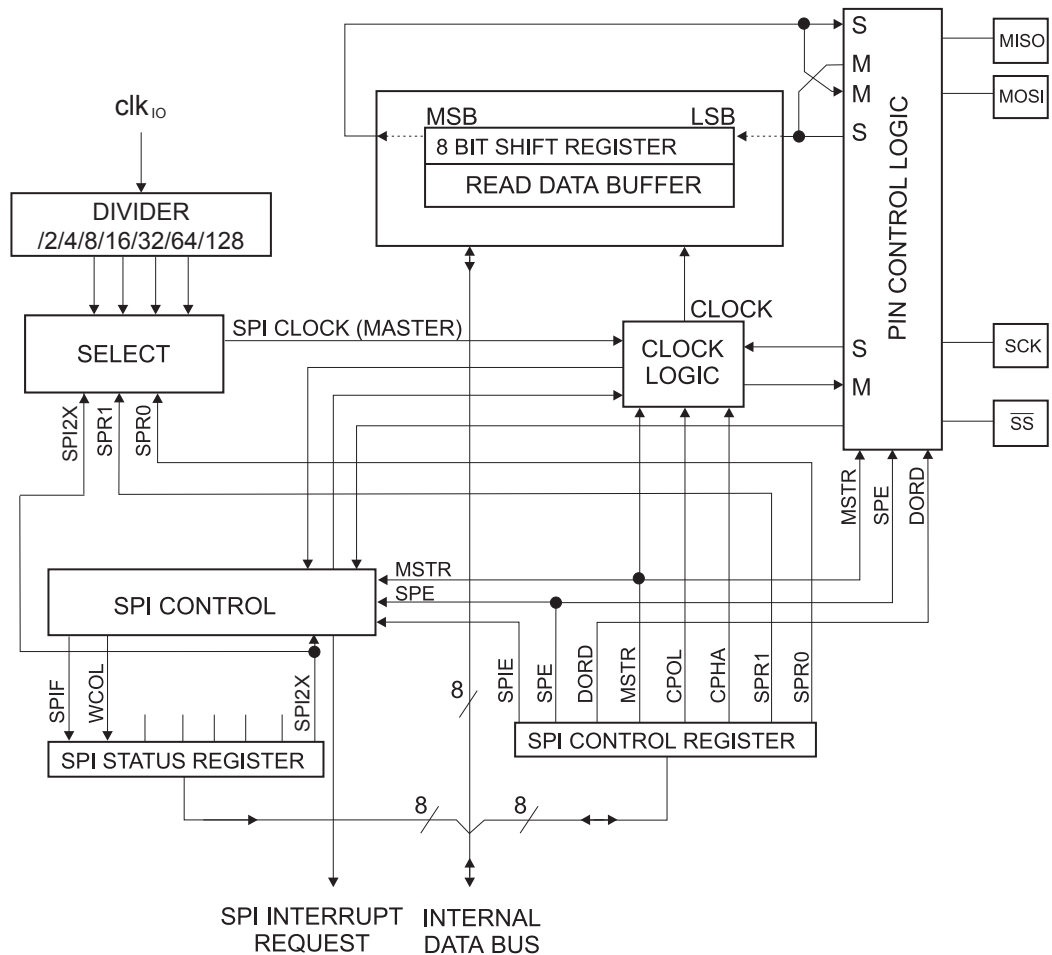 S
MISO
M
M
MOSI
S
clk IO
MSB
LSB
8 BIT SHIFT REGISTER
READ DATA BUFFER
PIN CONTROL LOGIC
DIVIDER
/2/4/8/16/32/64/128
SPI CLOCK (MASTER)
CLOCK
SELECT
CLOCK
LOGIC
S
M
SCK
SS
SPI2X
SPR1
SPR0
MSTR
SPE
DORD
MSTR
SPE
SPI CONTROL
SPIF
WCOL
SPI2X
8
SPIE
SPE
DORD
MSTR
CPOL
CPHA
SPR1
SPR0
SPI STATUS REGISTER
SPI CONTROL REGISTER
8
8
SPI INTERRUPT
REQUEST
INTERNAL
DATA BUS